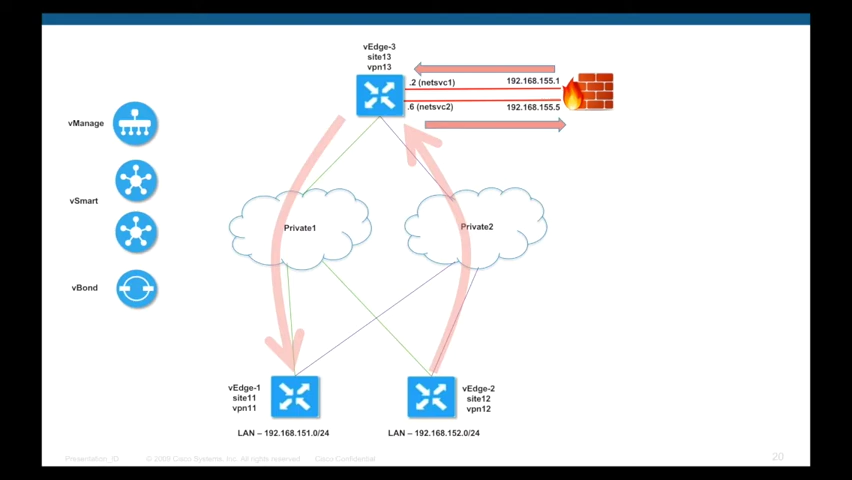 vEdge-3
site13
vpn13
.2 (netsvc1)
192.168.155.1
.6 (netsvc2)
192.168.155.5
vManage
vSmart
vBond
Private1
Private2
vEdge-1
site11
vpn11
vEdge-2
site12
vpn12
LAN – 192.168.151.0/24
LAN – 192.168.152.0/24
Presentation_ID
© 2009 Cisco Systems, Inc. All rights reserved.
Cisco Confidential
20